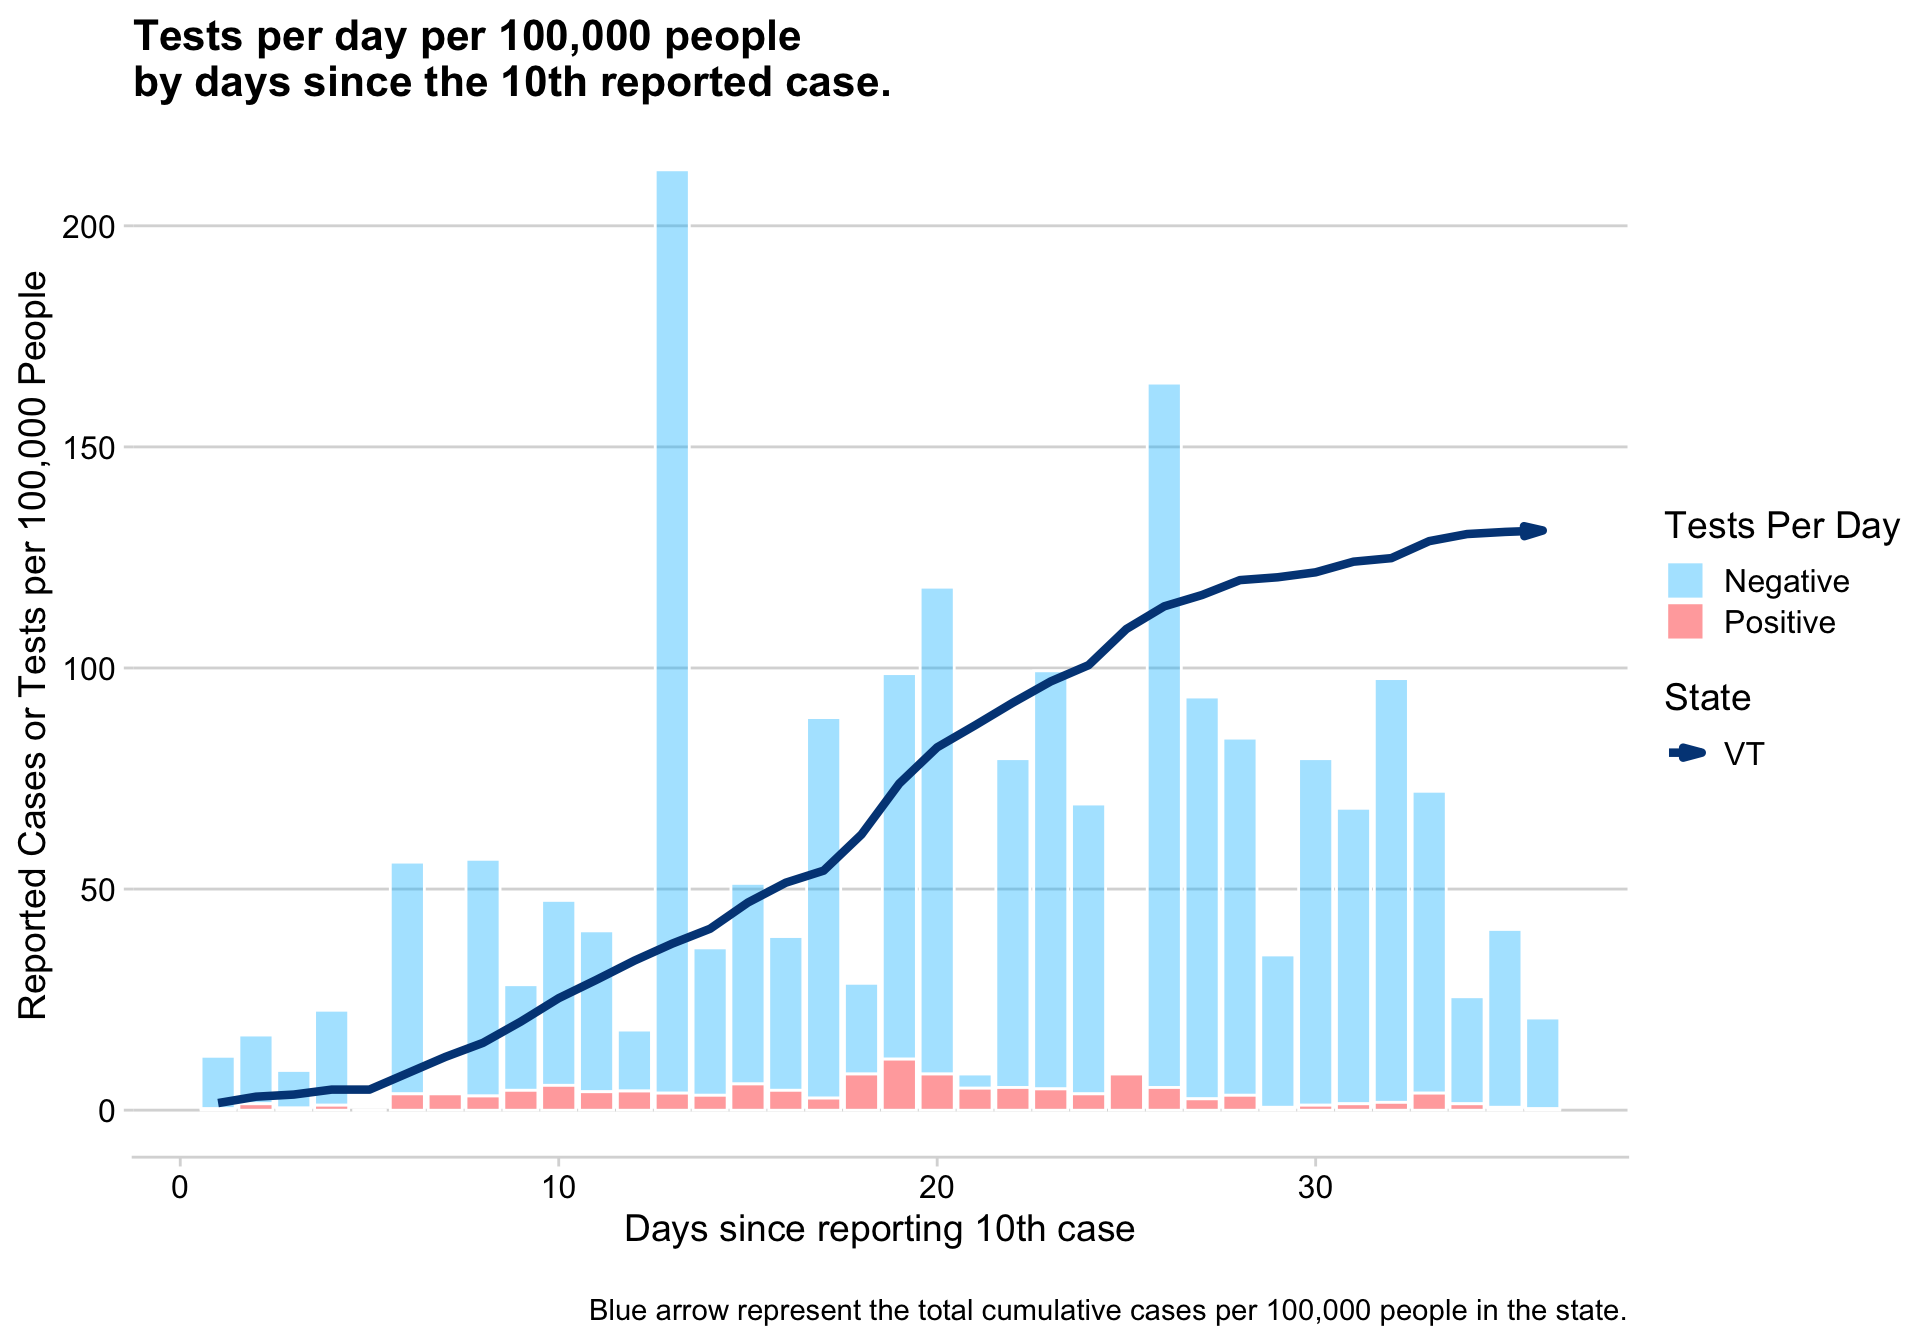 Tests per day per 100,000 people
by days since the 10th reported case.
Reported Cases or Tests per 100,000 People
200
150
100
50
0
0
10
20
30
Days since reporting 10th case
Tests Per Day
Negative
Positive
State
VT
Blue arrow represent the total cumulative cases per 100,000 people in the state.